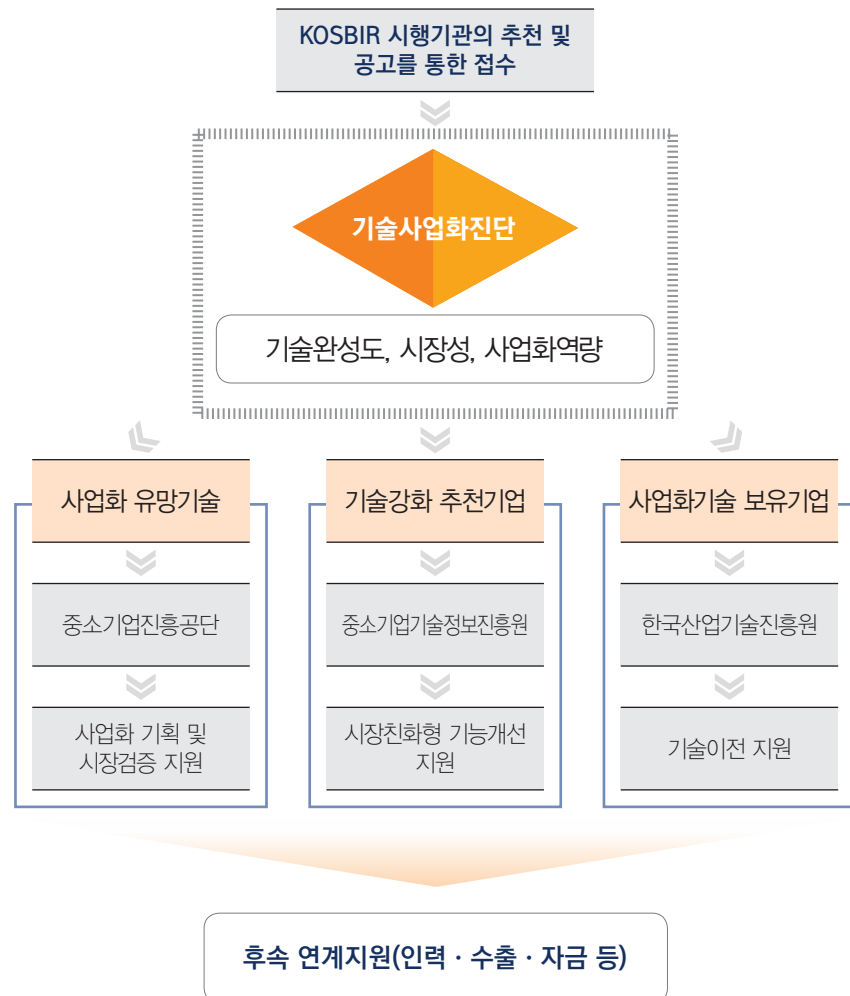 KOSBIR 시행기관의 추천 및
공고를 통한 접수
기술사업화진단
기술완성도, 시장성, 사업화역량
사업화 유망기술
중소기업진흥공단
사업화 기획 및
시장검증 지원
기술강화 추천기업
중소기업기술정보진흥원
시장친화형 기능개선
지원
사업화기술 보유기업
한국산업기술진흥원
기술이전 지원
후속 연계지원(인력 · 수출 · 자금 등)